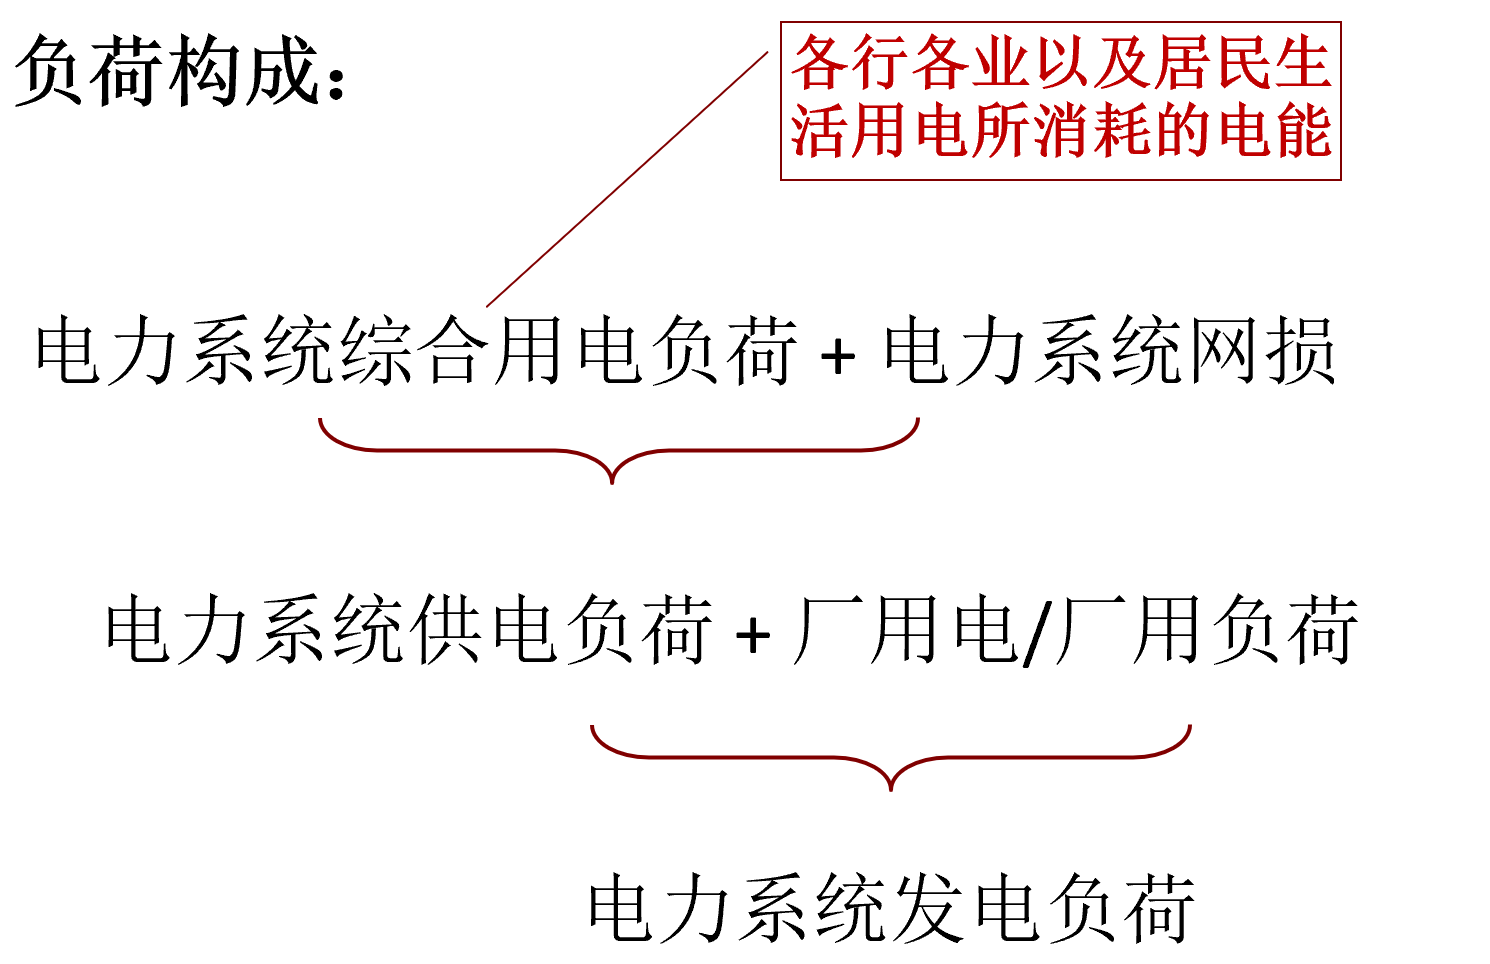 负荷构成：
各行各业以及居民生
活用电所消耗的电能
电力系统综合用电负荷 + 电力系统网损
电力系统供电负荷 + 厂用电/厂用负荷
电力系统发电负荷